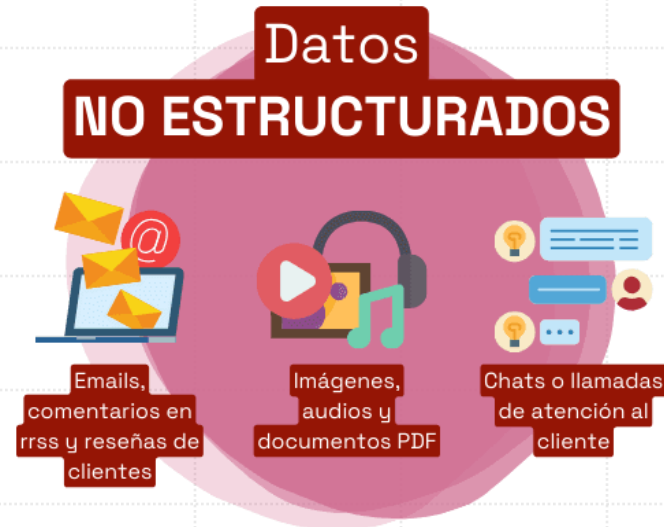 Datos
NO ESTRUCTURADOS
@
Emails,
comentarios en
rrss y reseñas de
clientes
Imágenes,
audios y
documentos PDF
Chats o llamadas
de atención al
cliente